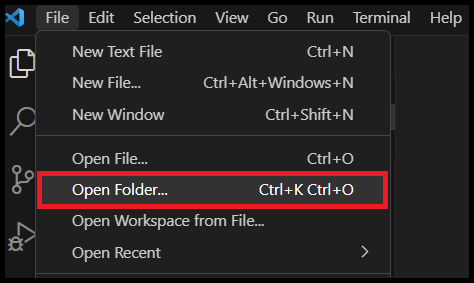 File Edit Selection View Go Run Terminal Help
New Text File Ctrl+N
New File... Ctrl+Alt+Windows+N
New Window Ctrl+Shift+N
Open File... Ctrl+O
Open Folder... Ctrl+K Ctrl+O
Open Workspace from File...
Open Recent